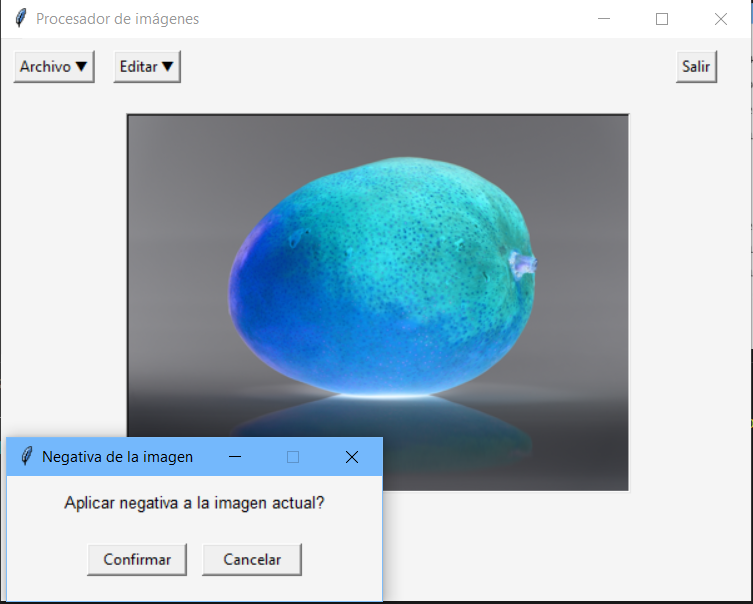 Procesador de imágenes
Archivo ▼ Editar ▼ Salir
Negativa de la imagen
Aplicar negativa a la imagen actual?
Confirmar Cancelar